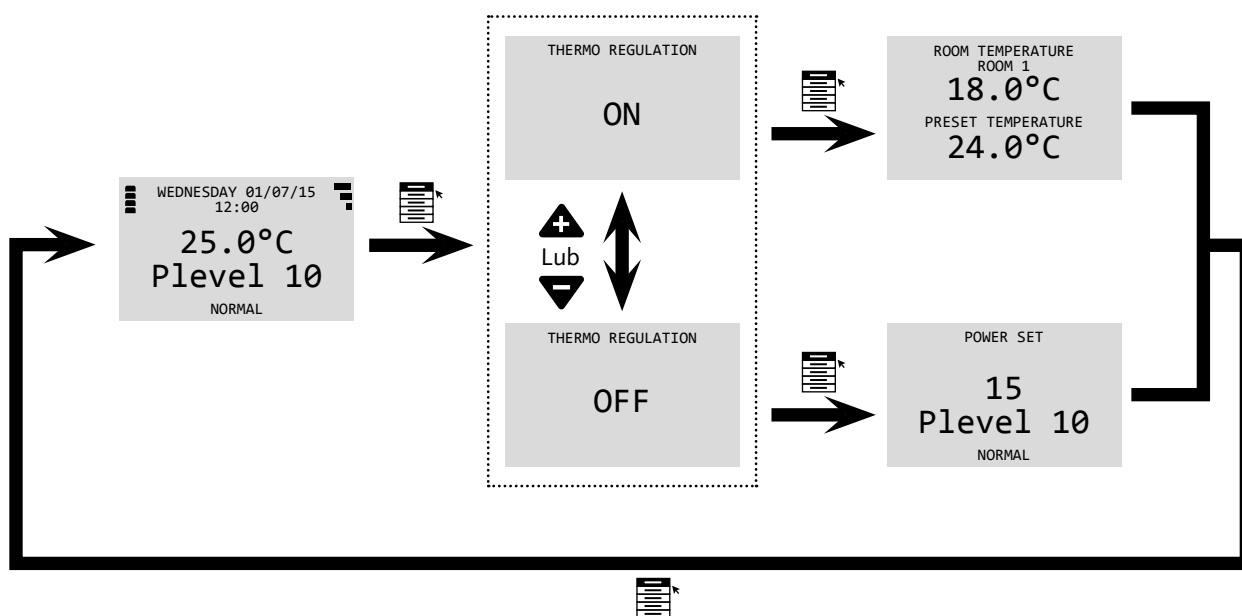 THERMO REGULATION
ON
ROOM TEMPERATURE
ROOM 1
18.0°C
PRESET TEMPERATURE
24.0°C
WEDNESDAY 01/07/15
12:00
25.0°C
Plevel 10
NORMAL
+
Lub
-
THERMO REGULATION
OFF
POWER SET
15
Plevel 10
NORMAL